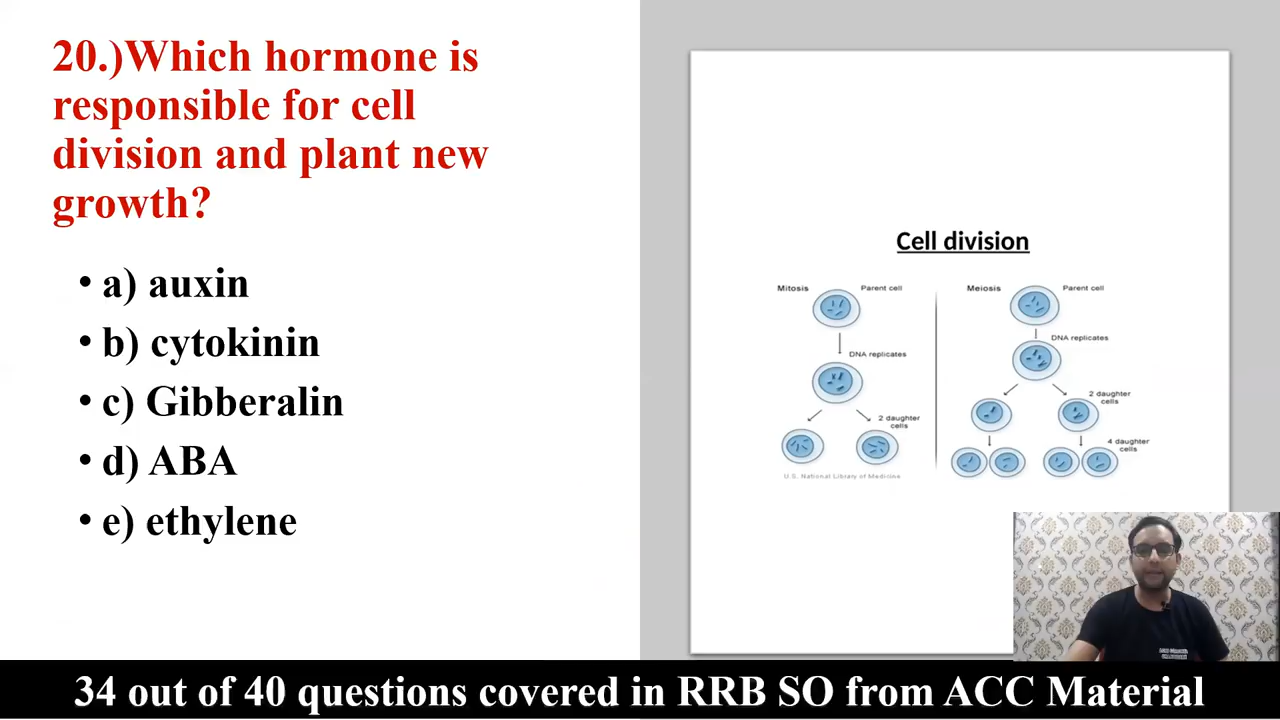 20.)Which hormone is
responsible for cell
division and plant new
growth?
• a) auxin
• b) cytokinin
• c) Gibberalin
• d) ABA
• e) ethylene
Cell division
Mitosis
Parent cell
DNA replicates
2 daughter
cells
U.S. National Library of Medicine
Meiosis
Parent cell
DNA replicates
2 daughter
cells
4 daughter
cells
34 out of 40 questions covered in RRB SO from ACC Material